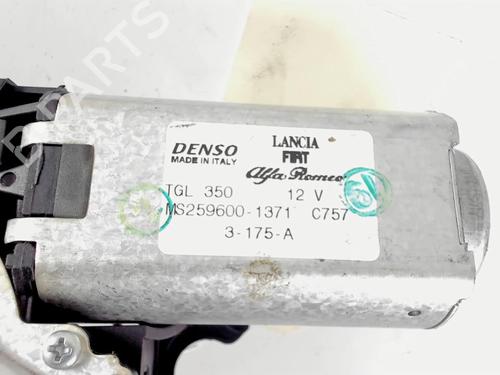 DENSO
MADE IN ITALY
LANCIA
FIAT
Alfa Romeo
TGL 350 12 V
MS259600-1371 C757
3-175-A